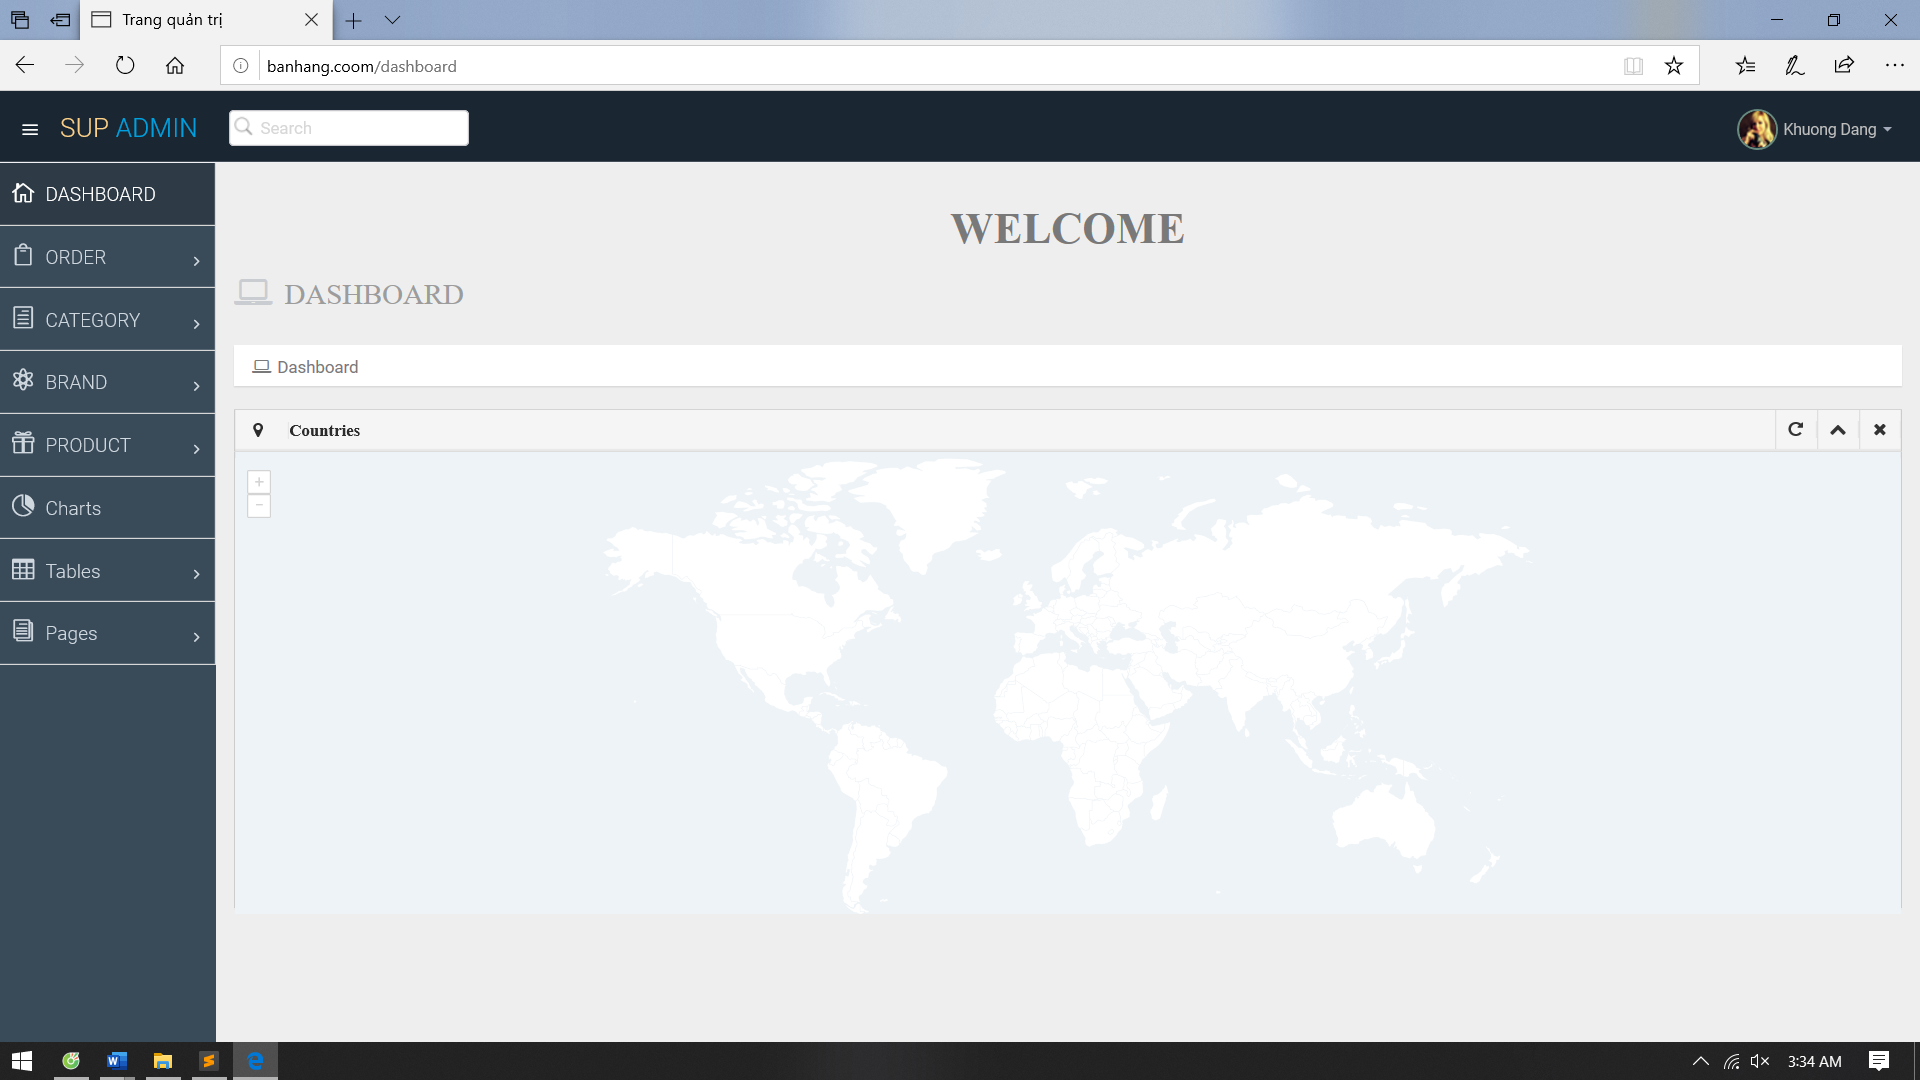 Trang quản trị
banhang.coom/dashboard
SUP ADMIN
Search
Khuong Dang
DASHBOARD
ORDER
CATEGORY
BRAND
PRODUCT
Charts
Tables
Pages
WELCOME
DASHBOARD
Dashboard
Countries
+
−
3:34 AM